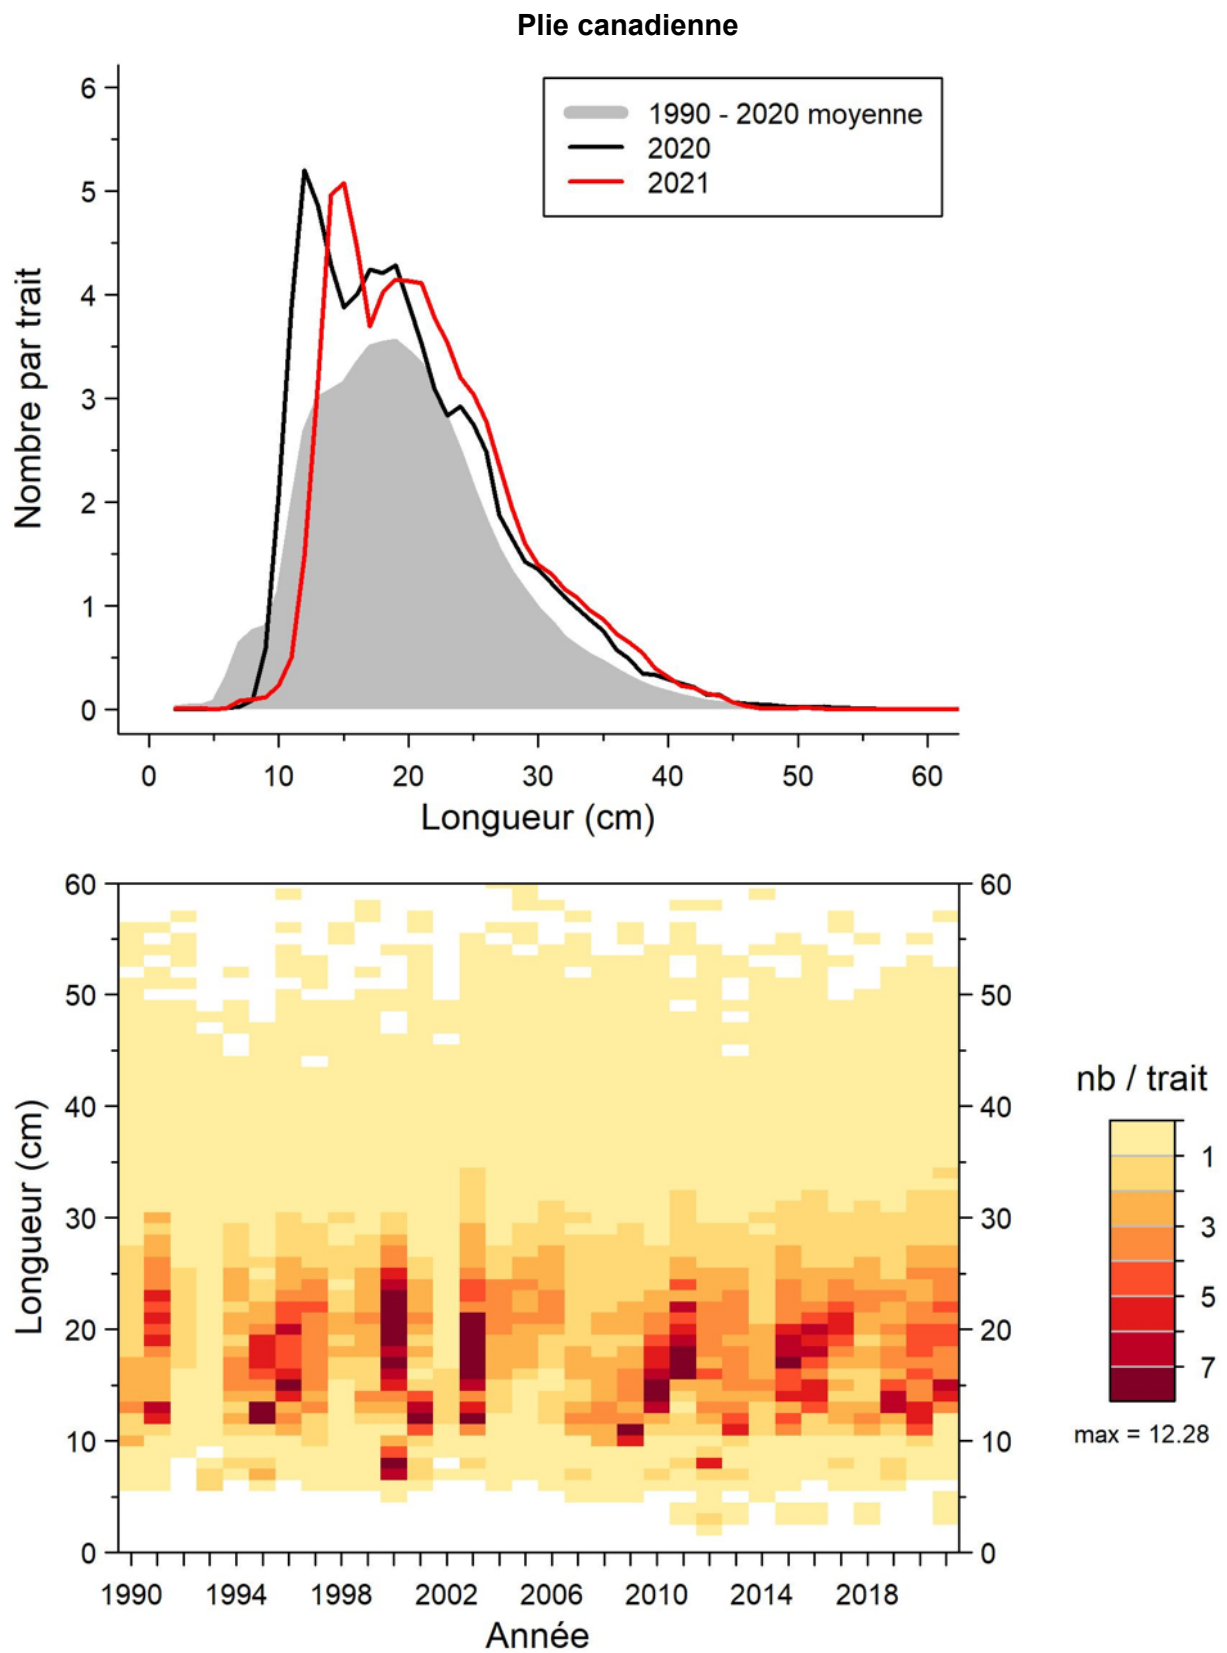 Plie canadienne
1990 - 2020 moyenne
2020
2021
Nombre par trait
6
5
4
3
2
1
0
0 10 20 30 40 50 60
Longueur (cm)
60 60
50 50
40 40
30 30
20 20
10 10
0 0
Longueur (cm)
1990 1994 1998 2002 2006 2010 2014 2018
Année
nb / trait
1
3
5
7
max = 12.28